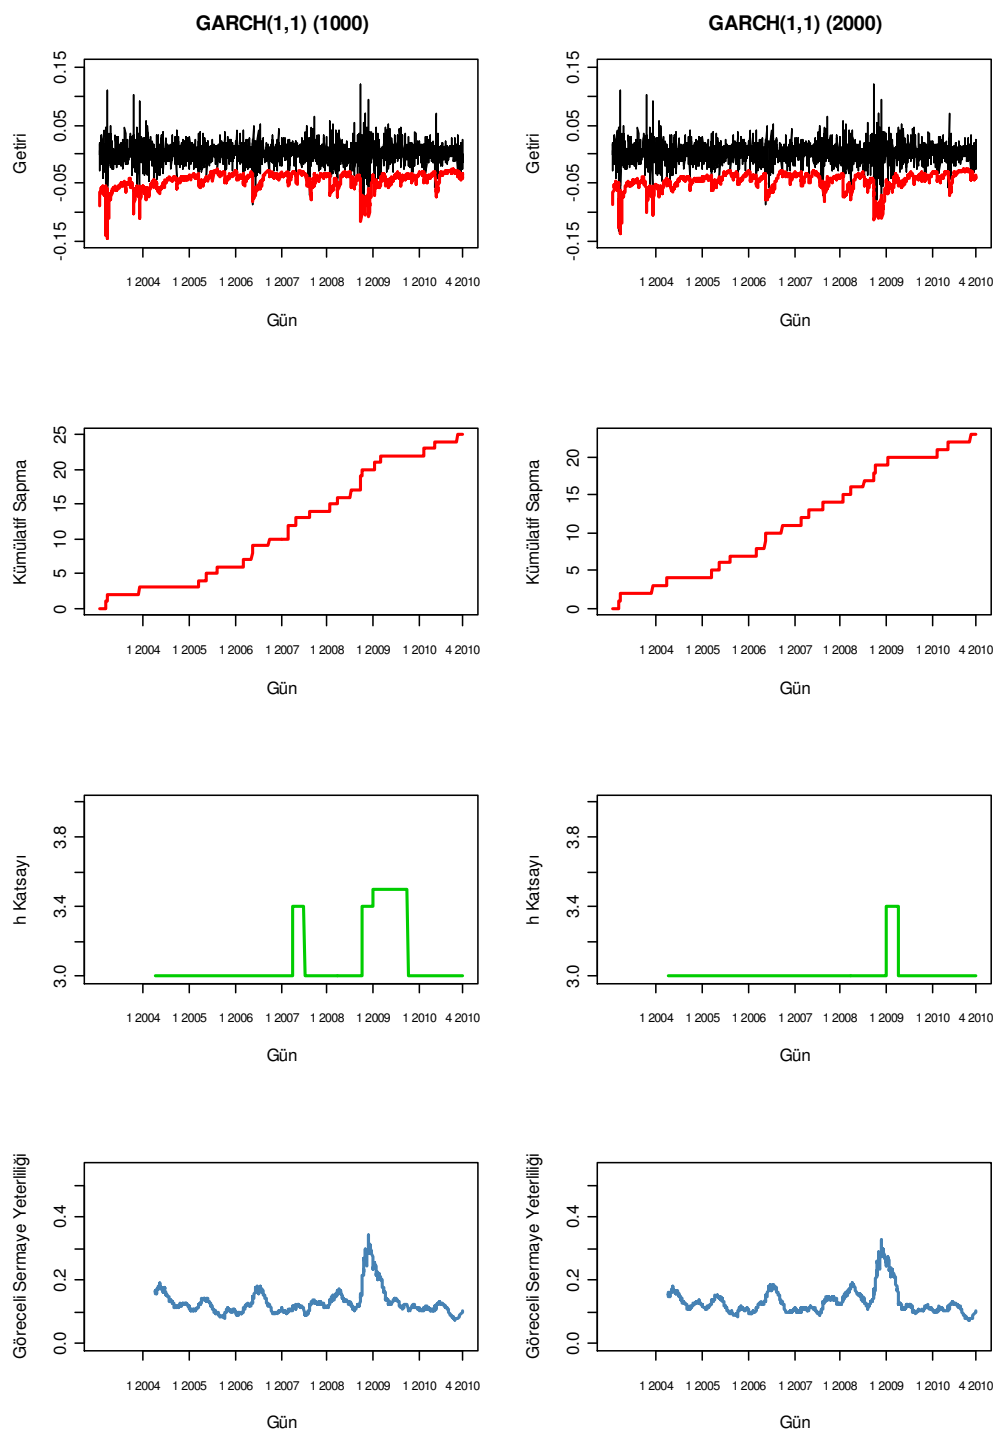 GARCH(1,1) (1000)
GARCH(1,1) (2000)
Getiri
0.15
0.05
-0.05
-0.15
1 2004 1 2005 1 2006 1 2007 1 2008 1 2009 1 2010 4 2010
Gün
Getiri
0.15
0.05
-0.05
-0.15
1 2004 1 2005 1 2006 1 2007 1 2008 1 2009 1 2010 4 2010
Gün
Kümülatif Sapma
25
20
15
10
5
0
1 2004 1 2005 1 2006 1 2007 1 2008 1 2009 1 2010 4 2010
Gün
Kümülatif Sapma
20
15
10
5
0
1 2004 1 2005 1 2006 1 2007 1 2008 1 2009 1 2010 4 2010
Gün
h Katsayı
3.8
3.4
3.0
1 2004 1 2005 1 2006 1 2007 1 2008 1 2009 1 2010 4 2010
Gün
h Katsayı
3.8
3.4
3.0
1 2004 1 2005 1 2006 1 2007 1 2008 1 2009 1 2010 4 2010
Gün
Göreceli Sermaye Yeterliliği
0.4
0.2
0.0
1 2004 1 2005 1 2006 1 2007 1 2008 1 2009 1 2010 4 2010
Gün
Göreceli Sermaye Yeterliliği
0.4
0.2
0.0
1 2004 1 2005 1 2006 1 2007 1 2008 1 2009 1 2010 4 2010
Gün